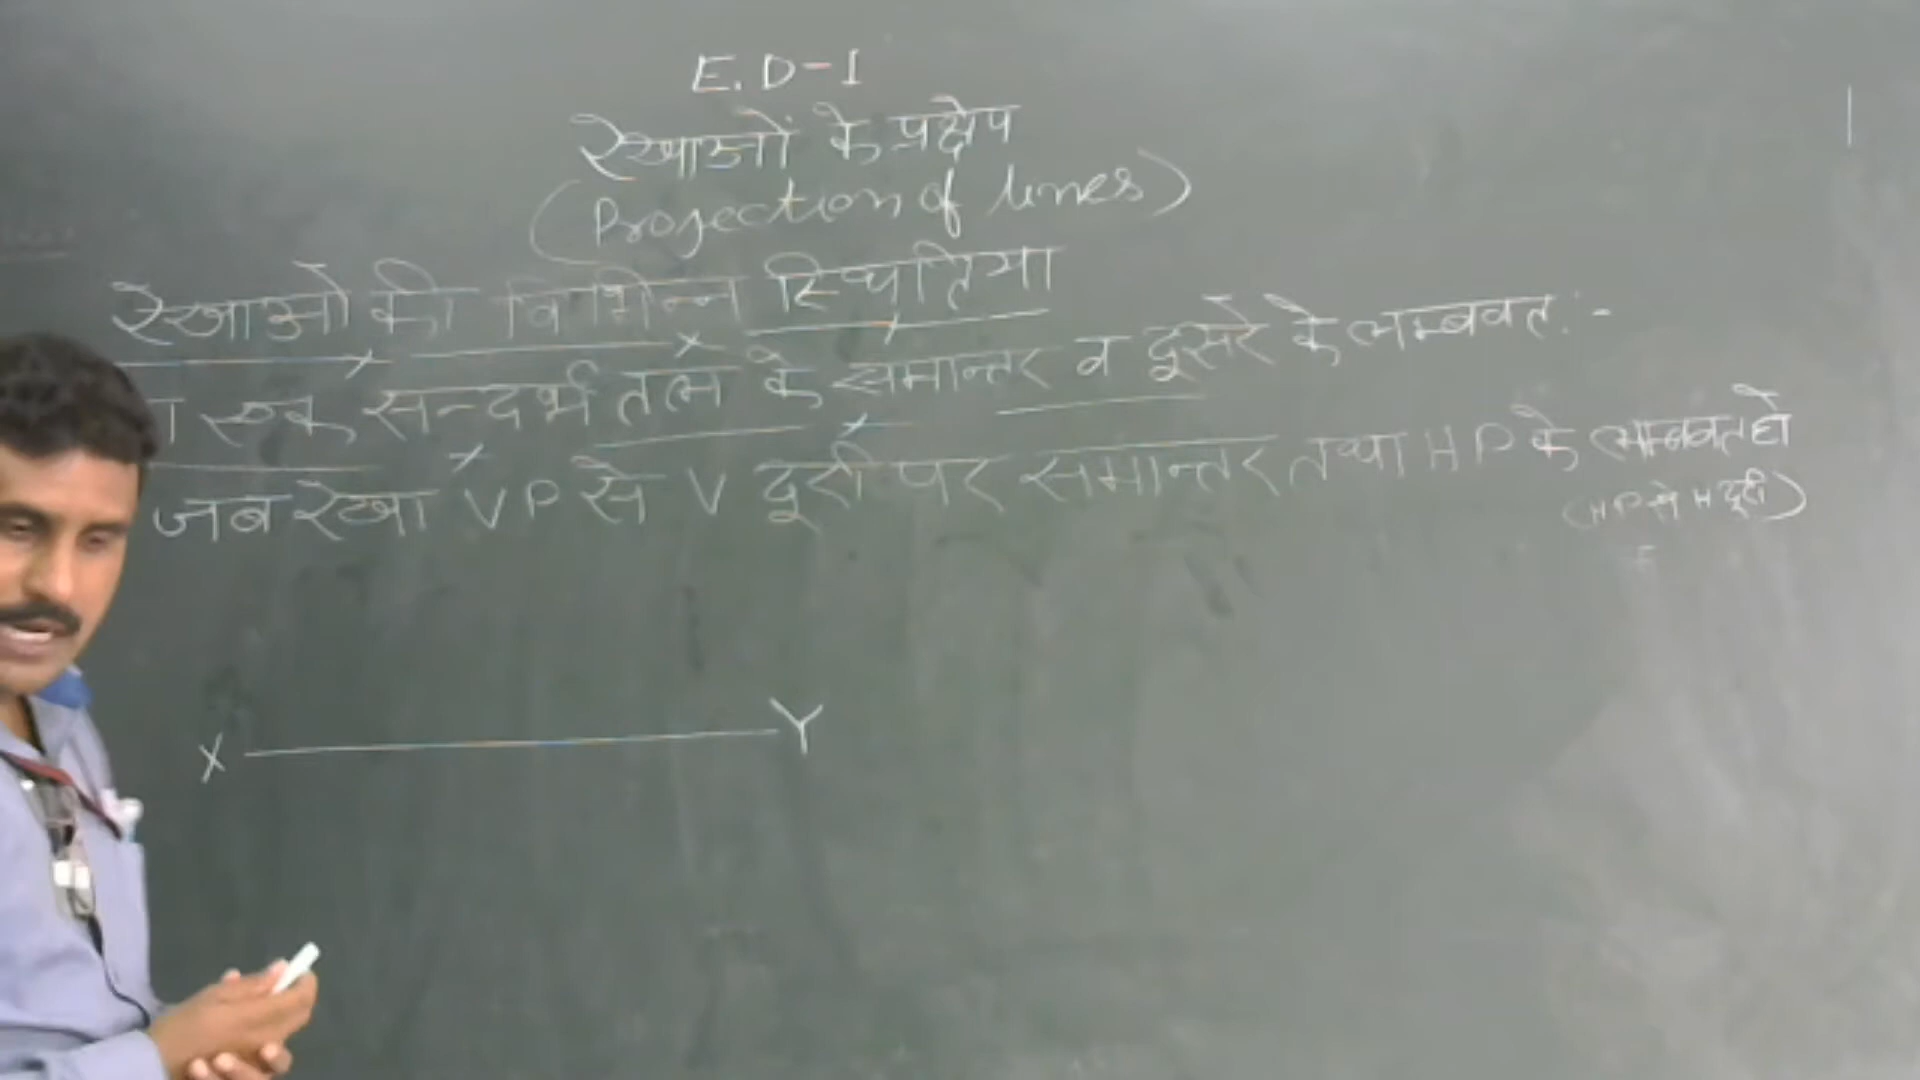 E. D-1
रेखाओं के प्रक्षेप
(Projection of lines)
रेखाओ की विभिन्न स्थितिया
एक सन्दर्भ तल के समान्तर व दूसरे के लम्बवत :-
जब रेखा VP से V दूरी पर समान्तर तथा HP के लम्बवत हो
(HP से H दूरी)
X Y